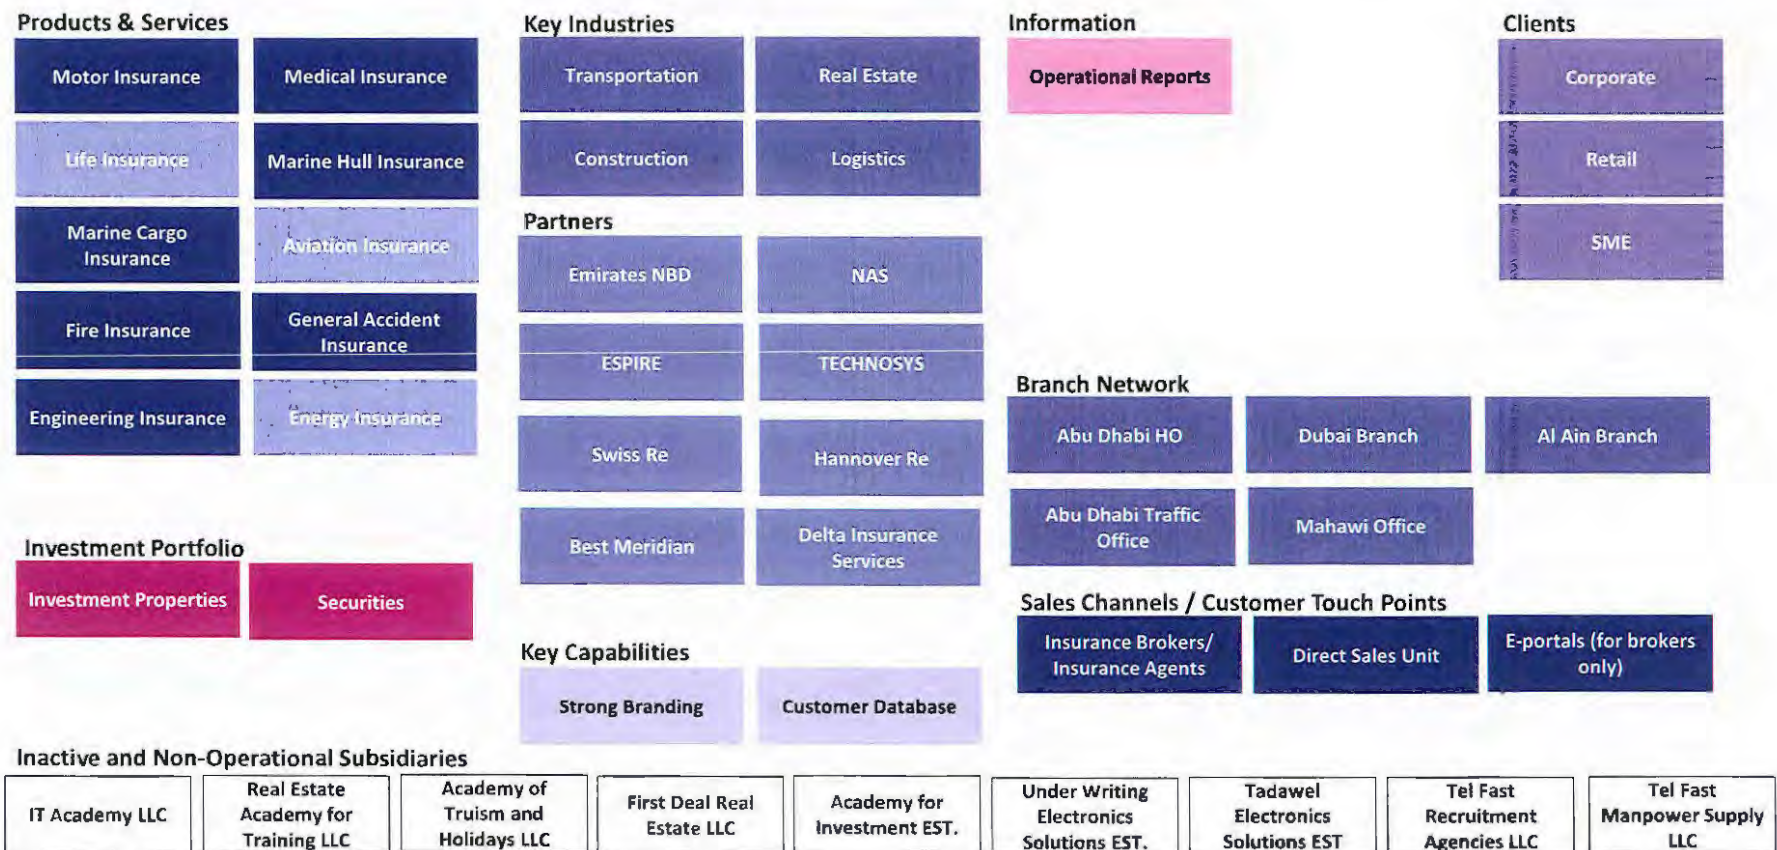 Products & Services
Motor Insurance
Medical Insurance
Life Insurance
Marine Hull Insurance
Marine Cargo
Insurance
Aviation Insurance
Fire Insurance
General Accident
Insurance
Engineering Insurance
Energy Insurance
Investment Portfolio
Investment Properties
Securities
Key Industries
Transportation
Real Estate
Construction
Logistics
Partners
Emirates NBD
NAS
ESPIRE
TECHNOSYS
Swiss Re
Hannover Re
Best Meridian
Delta Insurance
Services
Key Capabilities
Strong Branding
Customer Database
Information
Operational Reports
Clients
Corporate
Retail
SME
Branch Network
Abu Dhabi HO
Dubai Branch
Al Ain Branch
Abu Dhabi Traffic
Office
Mahawi Office
Sales Channels / Customer Touch Points
Insurance Brokers/
Insurance Agents
Direct Sales Unit
E-portals (for brokers
only)
Inactive and Non-Operational Subsidiaries
IT Academy LLC
Real Estate
Academy for
Training LLC
Academy of
Truism and
Holidays LLC
First Deal Real
Estate LLC
Academy for
Investment EST.
Under Writing
Electronics
Solutions EST.
Tadawel
Electronics
Solutions EST
Tel Fast
Recruitment
Agencies LLC
Tel Fast
Manpower Supply
LLC